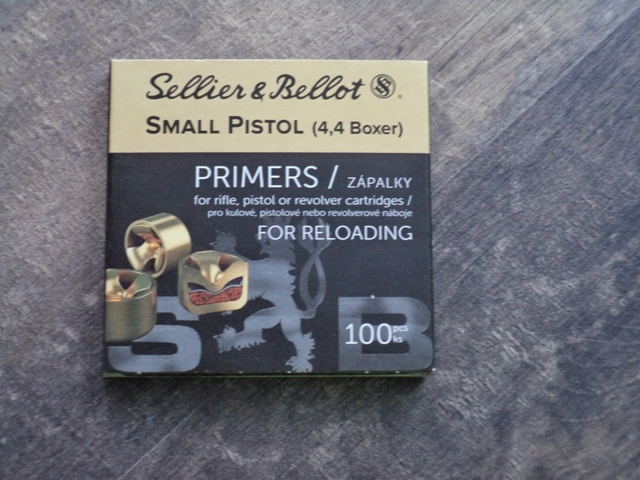 Sellier & Bellot
SMALL PISTOL (4,4 Boxer)
PRIMERS / ZÁPALKY
for rifle, pistol or revolver cartridges /
pro kulové, pistolové nebo revolverové náboje
FOR RELOADING
100 pcs
ks
S B